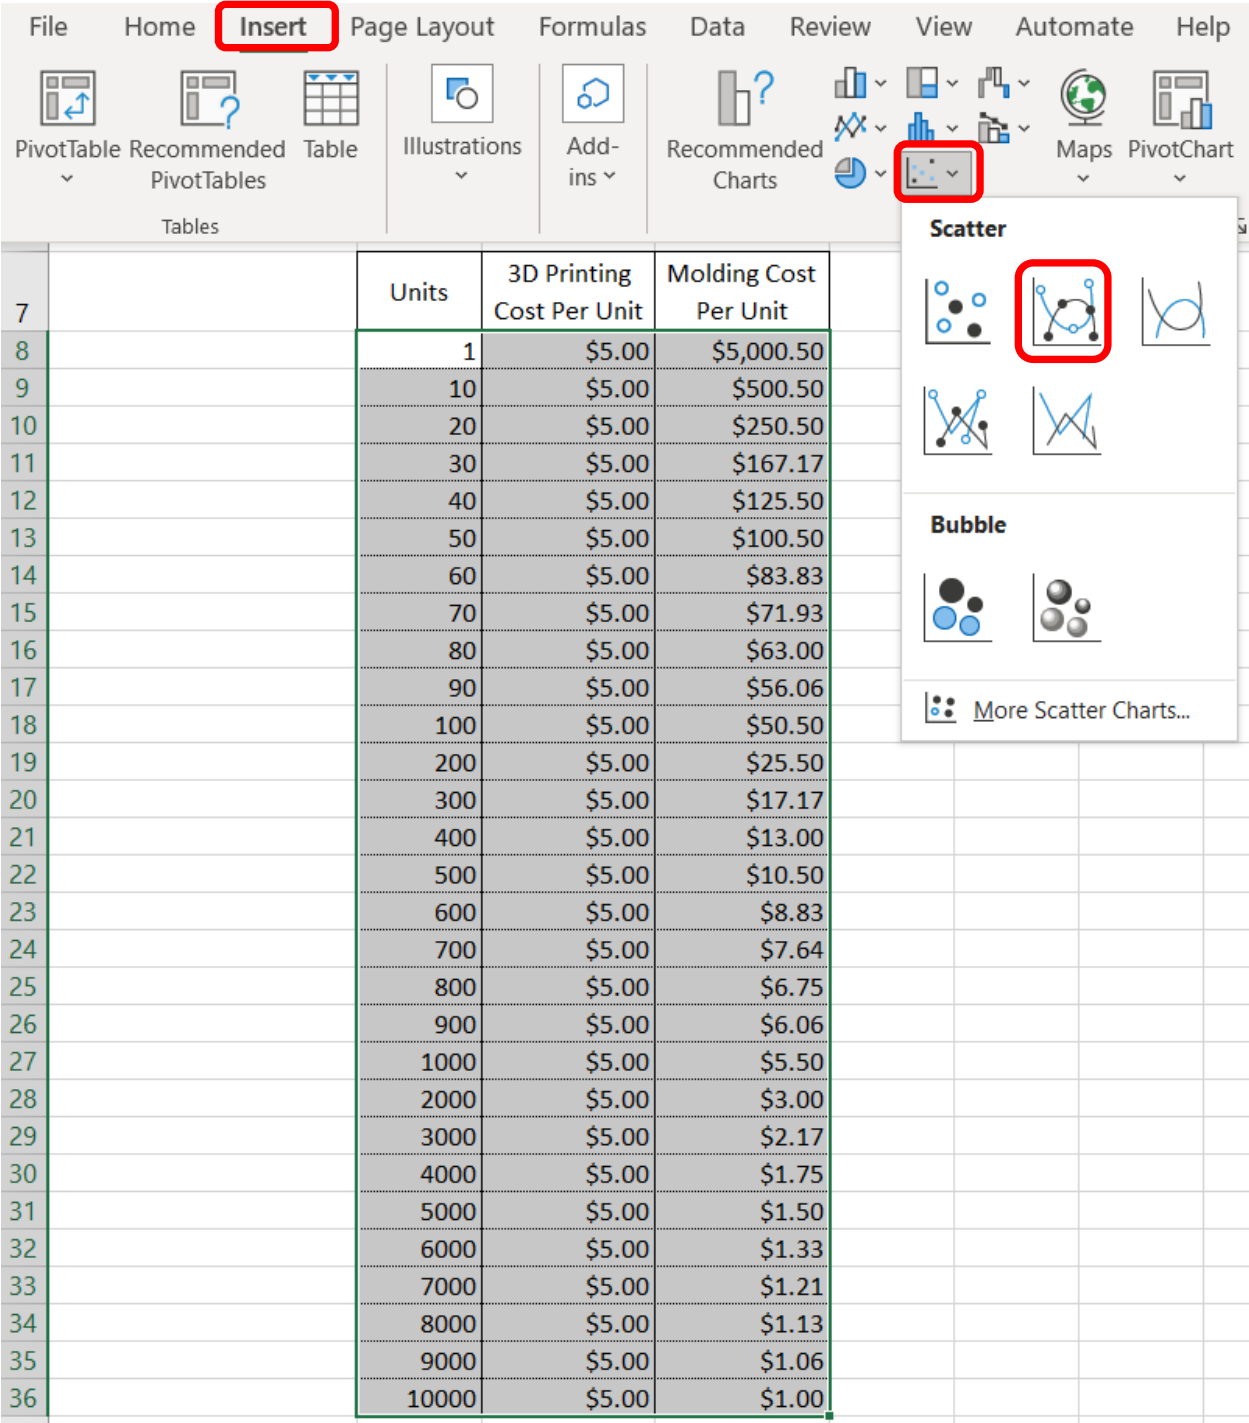 File Home Insert Page Layout Formulas Data Review View Automate Help
PivotTable Recommended PivotTables Table Illustrations Add-ins Recommended Charts Maps PivotChart
Tables
Scatter
Bubble
More Scatter Charts...
7 Units 3D Printing Cost Per Unit Molding Cost Per Unit
8 1 $5.00 $5,000.50
9 10 $5.00 $500.50
10 20 $5.00 $250.50
11 30 $5.00 $167.17
12 40 $5.00 $125.50
13 50 $5.00 $100.50
14 60 $5.00 $83.83
15 70 $5.00 $71.93
16 80 $5.00 $63.00
17 90 $5.00 $56.06
18 100 $5.00 $50.50
19 200 $5.00 $25.50
20 300 $5.00 $17.17
21 400 $5.00 $13.00
22 500 $5.00 $10.50
23 600 $5.00 $8.83
24 700 $5.00 $7.64
25 800 $5.00 $6.75
26 900 $5.00 $6.06
27 1000 $5.00 $5.50
28 2000 $5.00 $3.00
29 3000 $5.00 $2.17
30 4000 $5.00 $1.75
31 5000 $5.00 $1.50
32 6000 $5.00 $1.33
33 7000 $5.00 $1.21
34 8000 $5.00 $1.13
35 9000 $5.00 $1.06
36 10000 $5.00 $1.00